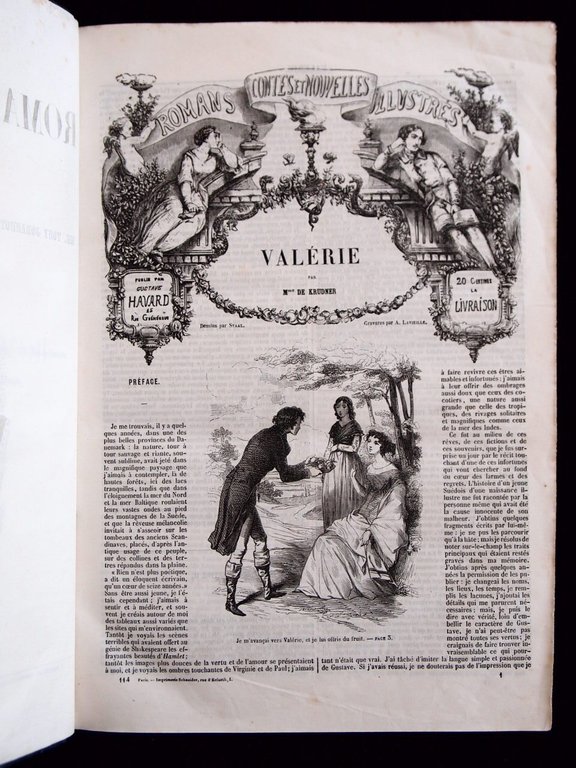 ROMA
CONTES ET NOUVELLES
ROMANS
ILLUSTRÉS
VALÉRIE
PAR
Mme DE KRUDNER
PUBLIÉ PAR
GUSTAVE
HAVARD
15
Rue Guénégaud
20 CENTIMES
LA
LIVRAISON
Dessins par STAAL.
Gravures par A. LAVIEILLE.
PRÉFACE.
Je me trouvais, il y a quel-
ques années, dans une des
plus belles provinces du Da-
nemark : la nature, tour à
tour sauvage et riante, sou-
vent sublime, avait jeté dans
le magnifique paysage que
j'aimais à contempler, là de
hautes forêts, ici des lacs
tranquilles, tandis que dans
l'éloignement la mer du Nord
et la mer Baltique roulaient
leurs vastes ondes au pied
des montagnes de la Suède,
et que la rêveuse mélancolie
invitait à s'asseoir sur les
tombeaux des anciens Scan-
dinaves, placés, d'après l'an-
tique usage de ce peuple,
sur des collines et des ter-
tres répandus dans la plaine.
« Rien n'est plus poétique,
a dit un éloquent écrivain,
qu'un cœur de seize années. »
Sans être aussi jeune, je l'é-
tais cependant : j'aimais à
sentir et à méditer, et sou-
vent je créais autour de moi
des tableaux aussi variés que
les sites qui m'environnaient.
Tantôt je voyais les scènes
terribles qui avaient offert au
génie de Shakespeare les ef-
frayantes beautés d'Hamlet ;
tantôt les images plus douces de la vertu et de l'amour se présentaient
à moi, et je voyais les ombres touchantes de Virginie et de Paul ; j'aimais
Je m'avançai vers Valérie, et je lui offris du fruit. — PAGE 3.
à faire revivre ces êtres ai-
mables et infortunés ; j'aimais
à leur offrir des ombrages
aussi doux que ceux des co-
cotiers, une nature aussi
grande que celle des tropi-
ques, des rivages solitaires
et magnifiques comme ceux
de la mer des Indes.
Ce fut au milieu de ces
rêves, de ces fictions et de
ces souvenirs, que je fus sur-
prise un jour par le récit tou-
chant d'une de ces infortunes
qui vont chercher au fond
du cœur des larmes et des
regrets. L'histoire d'un jeune
Suédois d'une naissance il-
lustre me fut racontée par la
personne même qui avait été
la cause innocente de son
malheur. J'obtins quelques
fragments écrits par lui-mê-
me : je ne pus les parcourir
qu'à la hâte ; mais je résolus de
noter sur-le-champ les traits
principaux qui étaient restés
gravés dans ma mémoire.
J'obtins après quelques an-
nées la permission de les pu-
blier : je changeai les noms,
les lieux, les temps, je rem-
plis les lacunes, j'ajoutai les
détails qui me parurent né-
cessaires ; mais, je puis le
dire avec vérité, loin d'em-
bellir le caractère de Gus-
tave, je n'ai peut-être pas
montré toutes ses vertus : je
craignais de faire trouver in-
vraisemblable ce qui pour-
tant n'était que vrai. J'ai tâché d'imiter la langue simple et passionnée
de Gustave. Si j'avais réussi, je ne douterais pas de l'impression que je
114 Paris. — Imprimerie Schneider, rue d'Erfurth, 1.
1